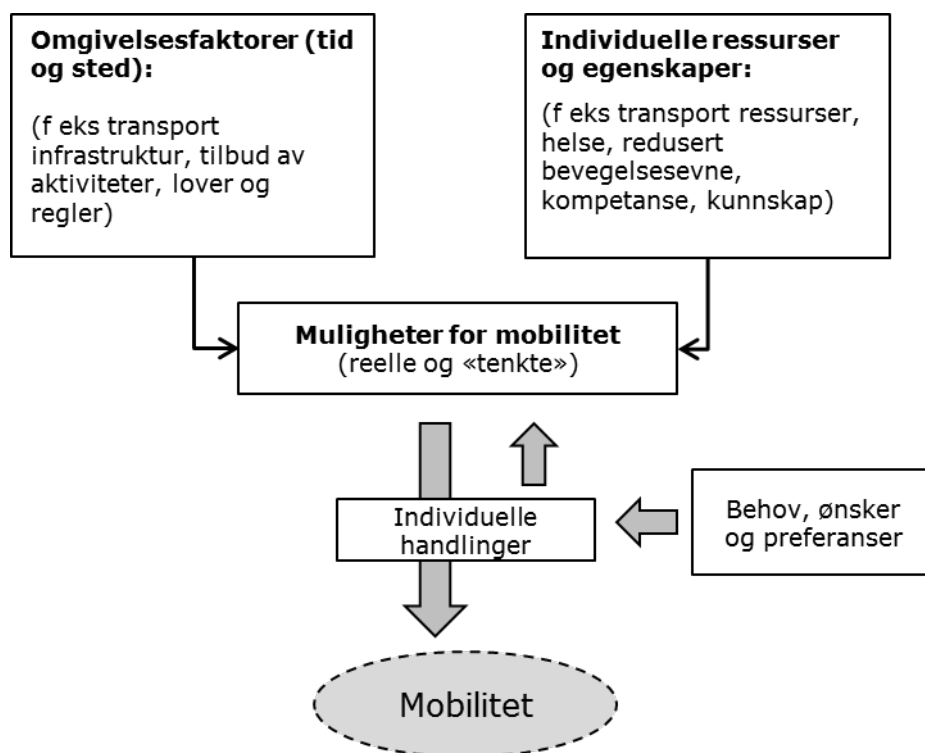 Omgivelsesfaktorer (tid
og sted):
(f eks transport
infrastruktur, tilbud av
aktiviteter, lover og
regler)
Individuelle ressurser
og egenskaper:
(f eks transport ressurser,
helse, redusert
bevegelsesevne,
kompetanse, kunnskap)
Muligheter for mobilitet
(reelle og «tenkte»)
Individuelle
handlinger
Behov, ønsker
og preferanser
Mobilitet